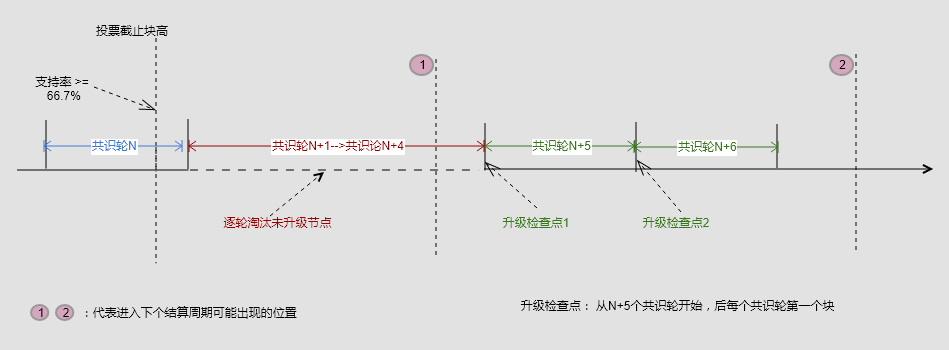 投票截止块高
1
2
支持率 >=
66.7%
共识轮N
共识轮N+1-->共识论N+4
共识轮N+5
共识轮N+6
逐轮淘汰未升级节点
升级检查点1
升级检查点2
1 2 ：代表进入下个结算周期可能出现的位置
升级检查点： 从N+5个共识轮开始，后每个共识轮第一个块